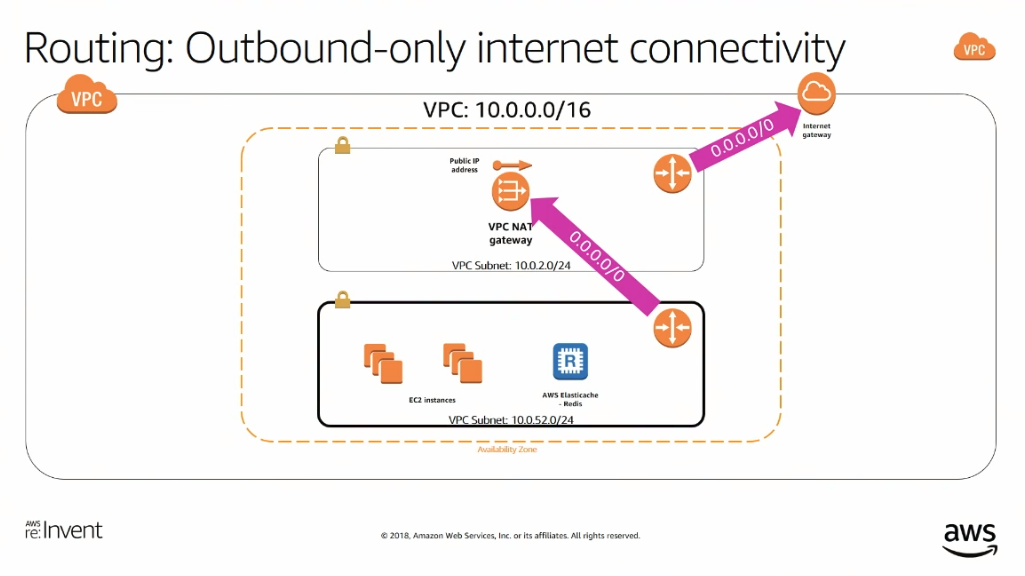 Routing: Outbound-only internet connectivity
VPC
VPC
VPC: 10.0.0.0/16
Internet
gateway
0.0.0.0/0
Public IP
address
VPC NAT
gateway
0.0.0.0/0
VPC Subnet: 10.0.2.0/24
R
EC2 instances
AWS Elasticache
- Redis
VPC Subnet: 10.0.52.0/24
Availability Zone
AWS
re:Invent
© 2018, Amazon Web Services, Inc. or its affiliates. All rights reserved.
aws